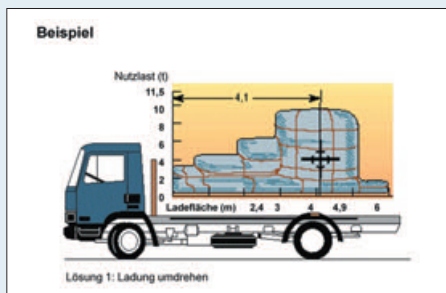 Beispiel
Nutzlast (t)
11,5
10
8
6
4
2
0
4,1
Ladefläche (m) 2,4 3 4 4,9 6
Lösung 1: Ladung umdrehen